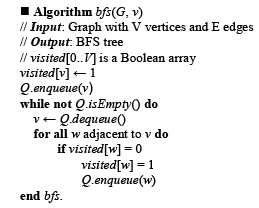 ■ Algorithm bfs(G, v)
// Input: Graph with V vertices and E edges
// Output: BFS tree
// visited[0..V] is a Boolean array
visited[v] ← 1
Q.enqueue(v)
while not Q.isEmpty() do
v ← Q.dequeue()
for all w adjacent to v do
if visited[w] = 0
visited[w] = 1
Q.enqueue(w)
end bfs.